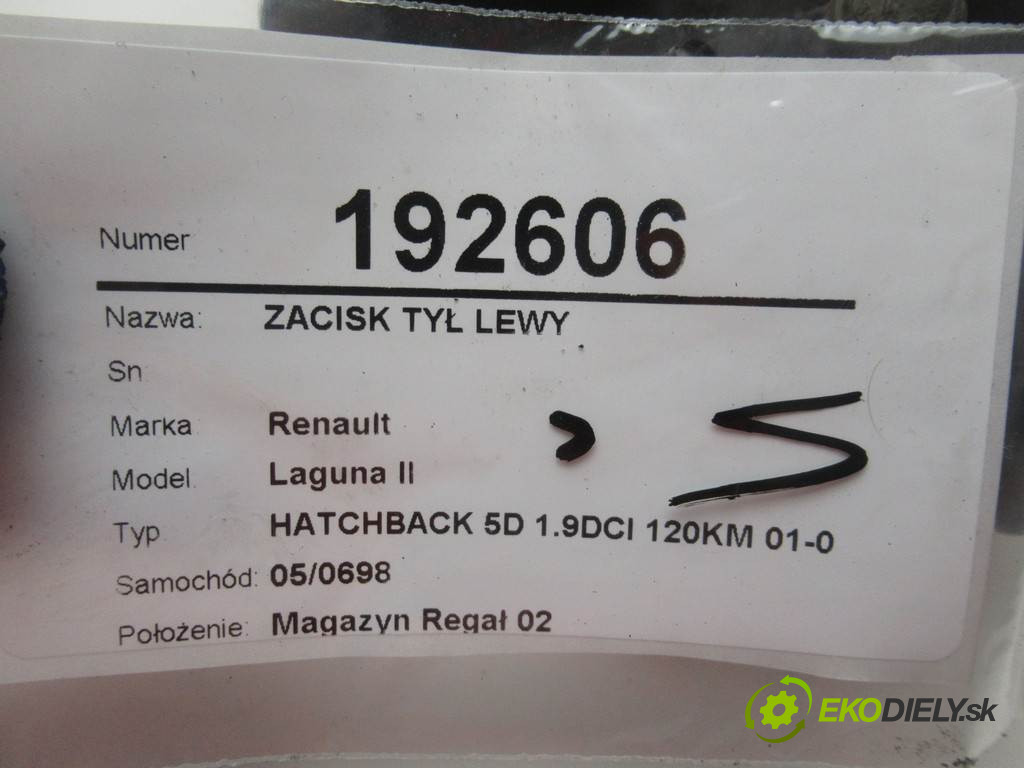 Numer 192606
Nazwa: ZACISK TYŁ LEWY
Sn
Marka Renault
Model Laguna II
Typ HATCHBACK 5D 1.9DCI 120KM 01-0
Samochód: 05/0698
Położenie: Magazyn Regał 02
EKODIELY.sk